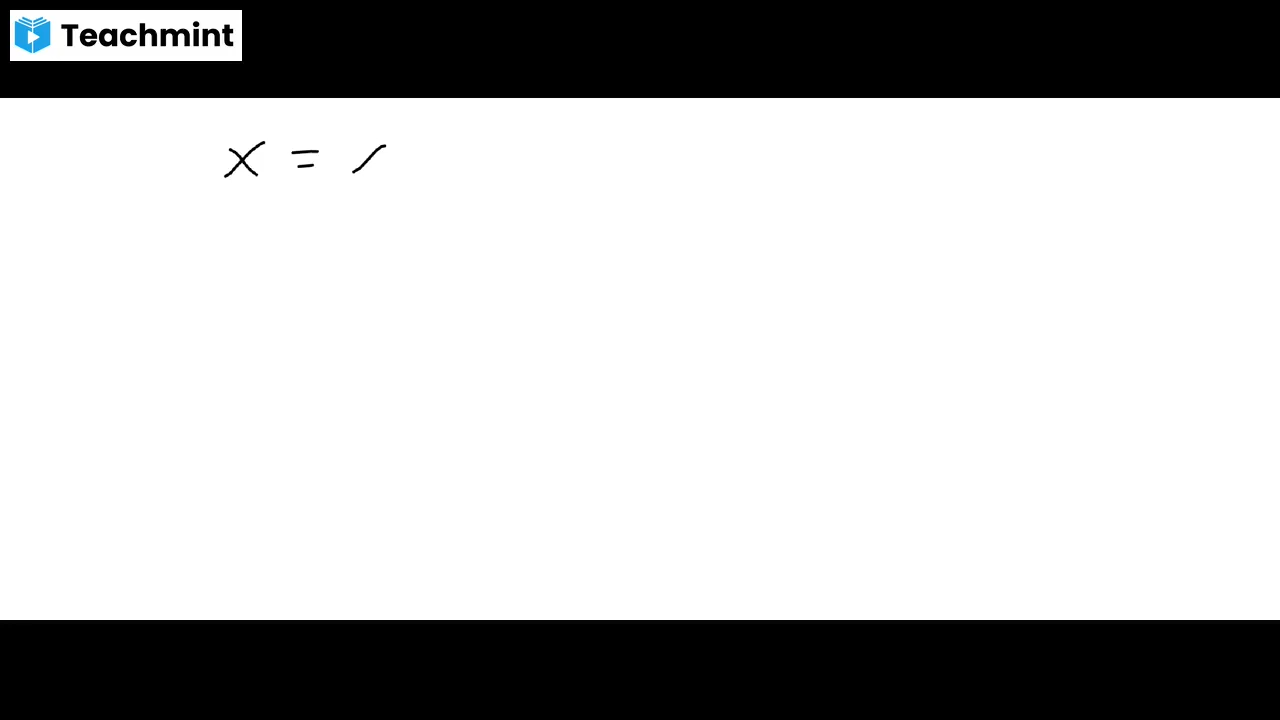 Teachmint
x = /